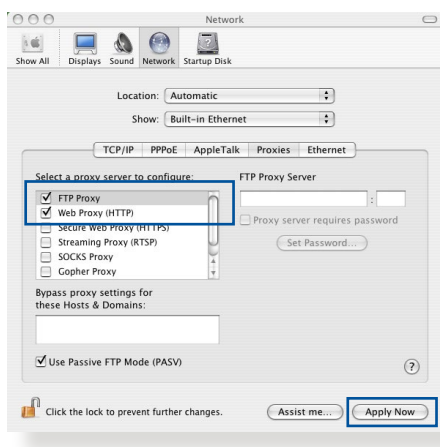 Network
Show All Displays Sound Network Startup Disk
Location: Automatic
Show: Built-in Ethernet
TCP/IP PPPoE AppleTalk Proxies Ethernet
Select a proxy server to configure: FTP Proxy Server
FTP Proxy
:
Web Proxy (HTTP)
Proxy server requires password
Secure Web Proxy (HTTPS)
Streaming Proxy (RTSP)
Set Password...
SOCKS Proxy
Gopher Proxy
Bypass proxy settings for
these Hosts & Domains:
Use Passive FTP Mode (PASV)
?
Click the lock to prevent further changes. Assist me... Apply Now